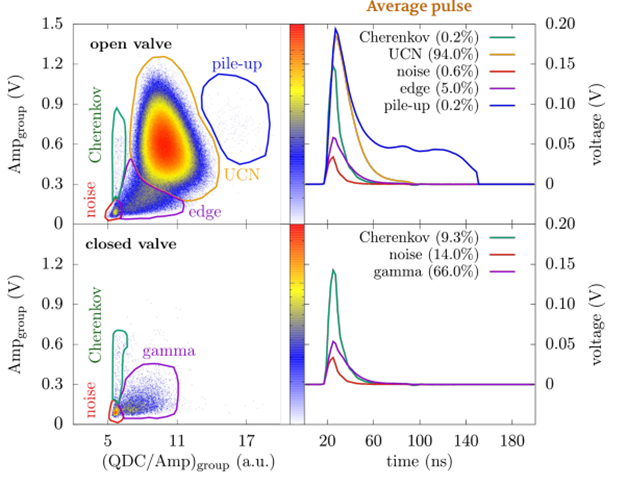 Average pulse
1.5
1.2
0.9
0.6
0.3
0
Amp_group (V)
open valve
Cherenkov
noise
pile-up
UCN
edge
Cherenkov (0.2%)
UCN (94.0%)
noise (0.6%)
edge (5.0%)
pile-up (0.2%)
0.20
0.15
0.10
0.05
0
voltage (V)
1.2
0.9
0.6
0.3
0
Amp_group (V)
closed valve
Cherenkov
noise
gamma
Cherenkov (9.3%)
noise (14.0%)
gamma (66.0%)
0.20
0.15
0.10
0.05
0
voltage (V)
5 11 17
(QDC/Amp)_group (a.u.)
20 60 100 140 180
time (ns)